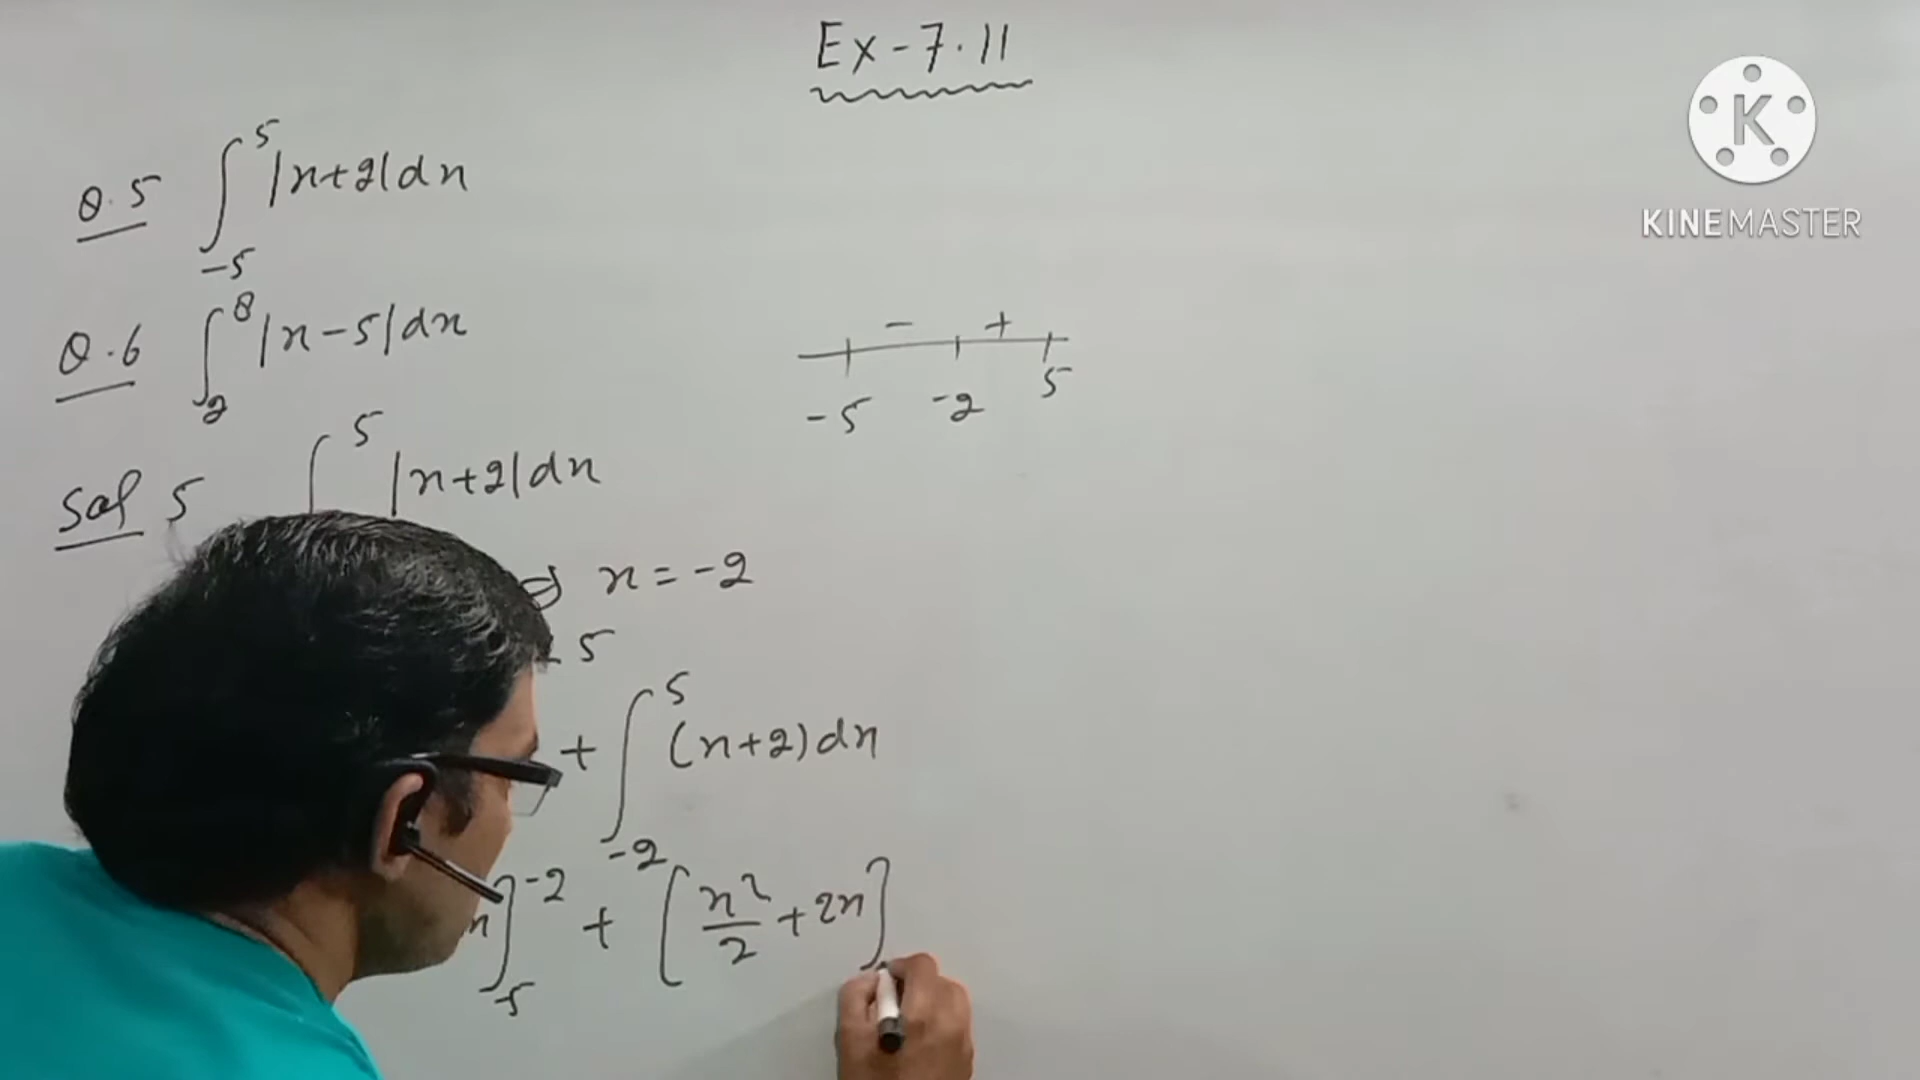 Ex-7.11
Q.5 ∫_{-5}^{5} |x+2|dx
Q.6 ∫_{2}^{8} |x-5|dx
- +
-5 -2 5
Sol 5 ∫^{5} |x+2|dx
⇒ x = -2
5
+ ∫_{-2}^{5} (x+2)dx
x]_{-5}^{-2} + [x²/2 + 2x]
K
KINEMASTER